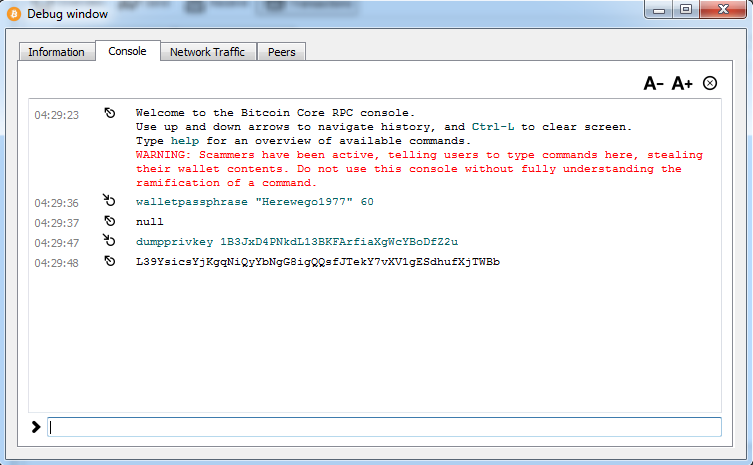 Debug window
Information Console Network Traffic Peers
A- A+
04:29:23 Welcome to the Bitcoin Core RPC console.
Use up and down arrows to navigate history, and Ctrl-L to clear screen.
Type help for an overview of available commands.
WARNING: Scammers have been active, telling users to type commands here, stealing
their wallet contents. Do not use this console without fully understanding the
ramification of a command.
04:29:36 walletpassphrase "Herewego1977" 60
04:29:37 null
04:29:47 dumpprivkey 1B3JxD4PNkdL13BKFArfiaXgWcYBoDfZ2u
04:29:48 L39YsicsYjKgqNiQyYbNgG8igQQsfJTekY7vXV1gESdhufXjTWBb